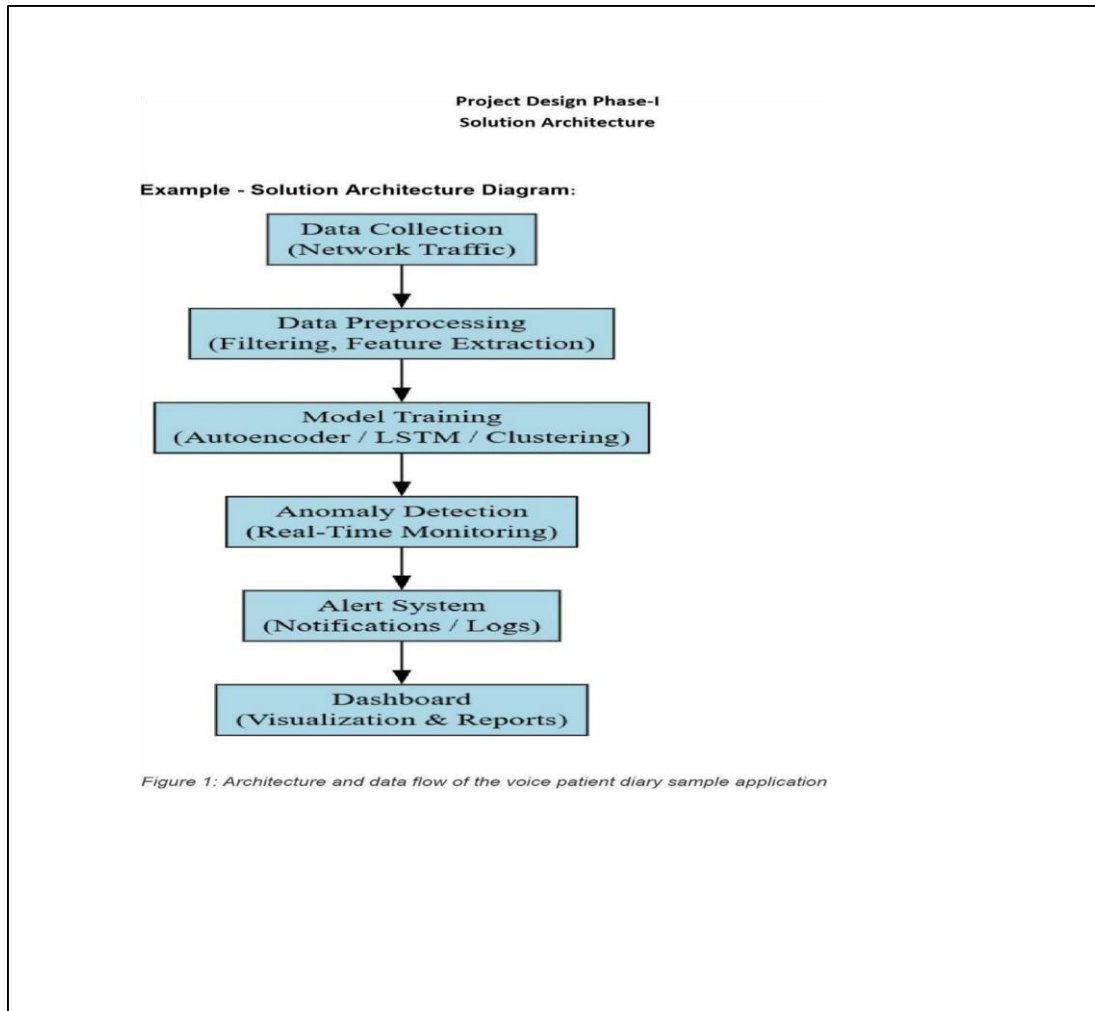 Project Design Phase-I
Solution Architecture
Example - Solution Architecture Diagram:
Data Collection
(Network Traffic)
Data Preprocessing
(Filtering, Feature Extraction)
Model Training
(Autoencoder / LSTM / Clustering)
Anomaly Detection
(Real-Time Monitoring)
Alert System
(Notifications / Logs)
Dashboard
(Visualization & Reports)
Figure 1: Architecture and data flow of the voice patient diary sample application